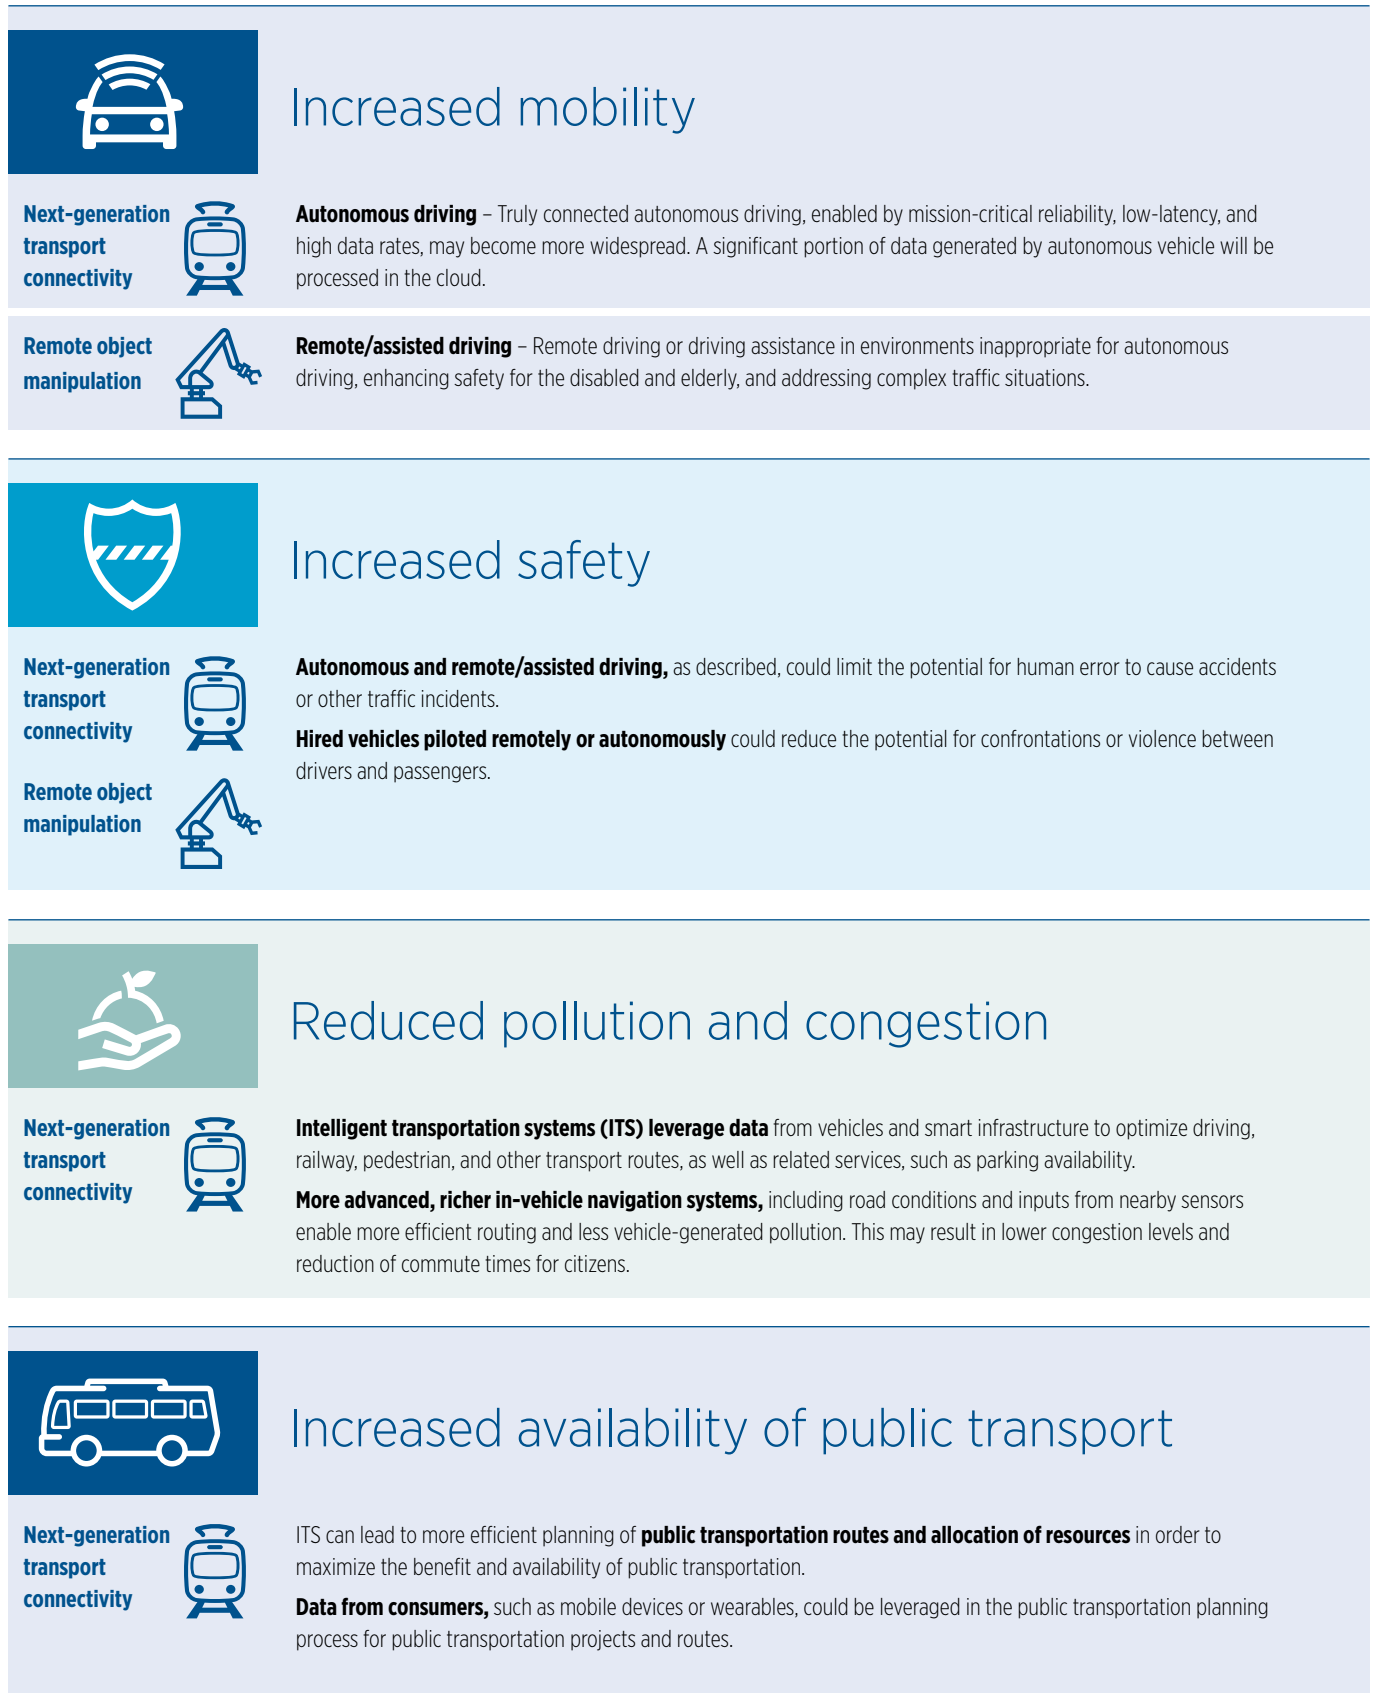 Increased mobility
Next-generation
transport
connectivity
Autonomous driving – Truly connected autonomous driving, enabled by mission-critical reliability, low-latency, and
high data rates, may become more widespread. A significant portion of data generated by autonomous vehicle will be
processed in the cloud.
Remote object
manipulation
Remote/assisted driving – Remote driving or driving assistance in environments inappropriate for autonomous
driving, enhancing safety for the disabled and elderly, and addressing complex traffic situations.
Increased safety
Next-generation
transport
connectivity
Remote object
manipulation
Autonomous and remote/assisted driving, as described, could limit the potential for human error to cause accidents
or other traffic incidents.
Hired vehicles piloted remotely or autonomously could reduce the potential for confrontations or violence between
drivers and passengers.
Reduced pollution and congestion
Next-generation
transport
connectivity
Intelligent transportation systems (ITS) leverage data from vehicles and smart infrastructure to optimize driving,
railway, pedestrian, and other transport routes, as well as related services, such as parking availability.
More advanced, richer in-vehicle navigation systems, including road conditions and inputs from nearby sensors
enable more efficient routing and less vehicle-generated pollution. This may result in lower congestion levels and
reduction of commute times for citizens.
Increased availability of public transport
Next-generation
transport
connectivity
ITS can lead to more efficient planning of public transportation routes and allocation of resources in order to
maximize the benefit and availability of public transportation.
Data from consumers, such as mobile devices or wearables, could be leveraged in the public transportation planning
process for public transportation projects and routes.